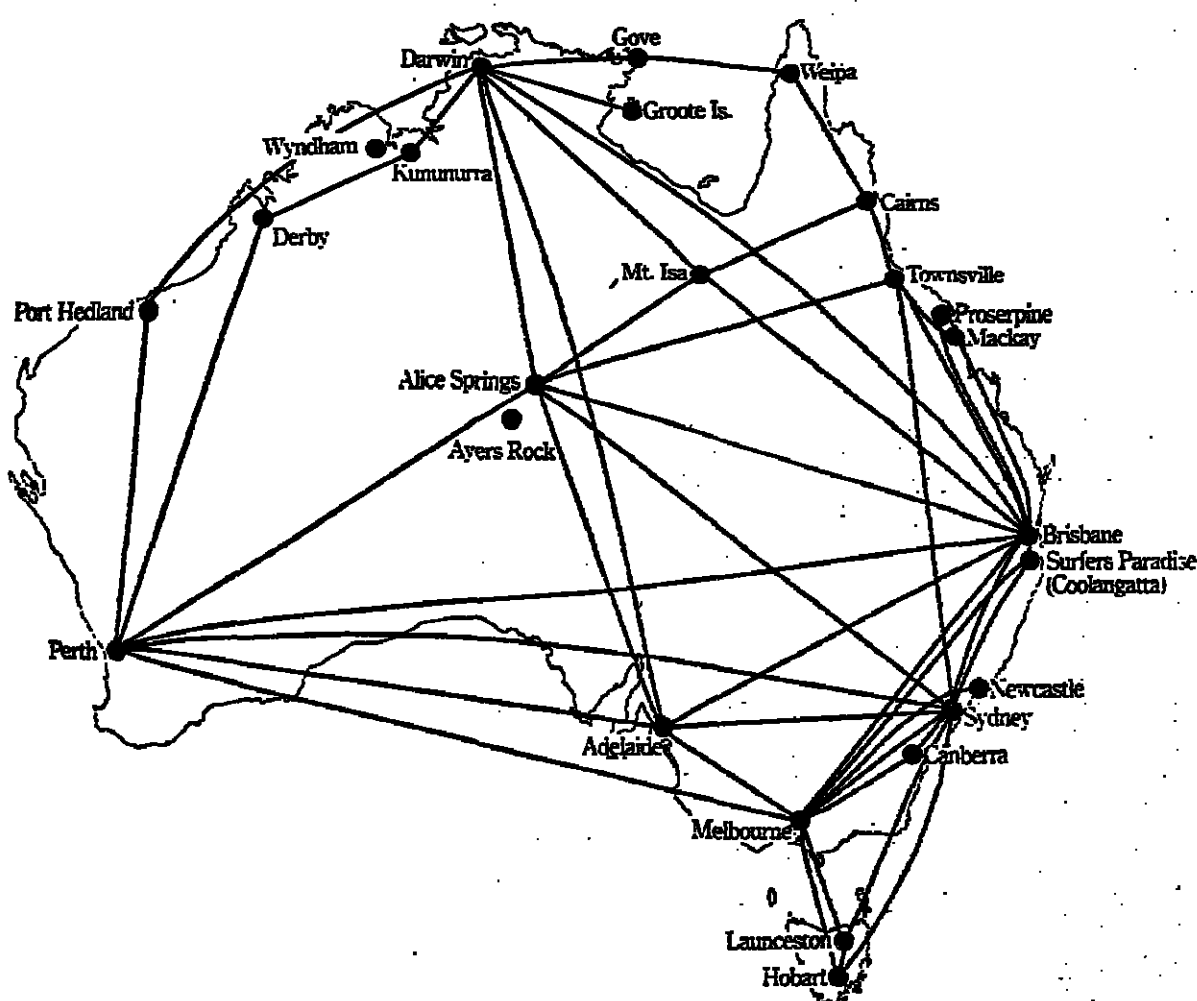 Gove
Darwin
Weipa
Groote Is.
Wyndham
Kununurra
Cairns
Derby
Mt. Isa
Townsville
Port Hedland
Proserpine
Mackay
Alice Springs
Ayers Rock
Brisbane
Surfers Paradise
(Coolangatta)
Perth
Newcastle
Sydney
Adelaide
Canberra
Melbourne
Launceston
Hobart